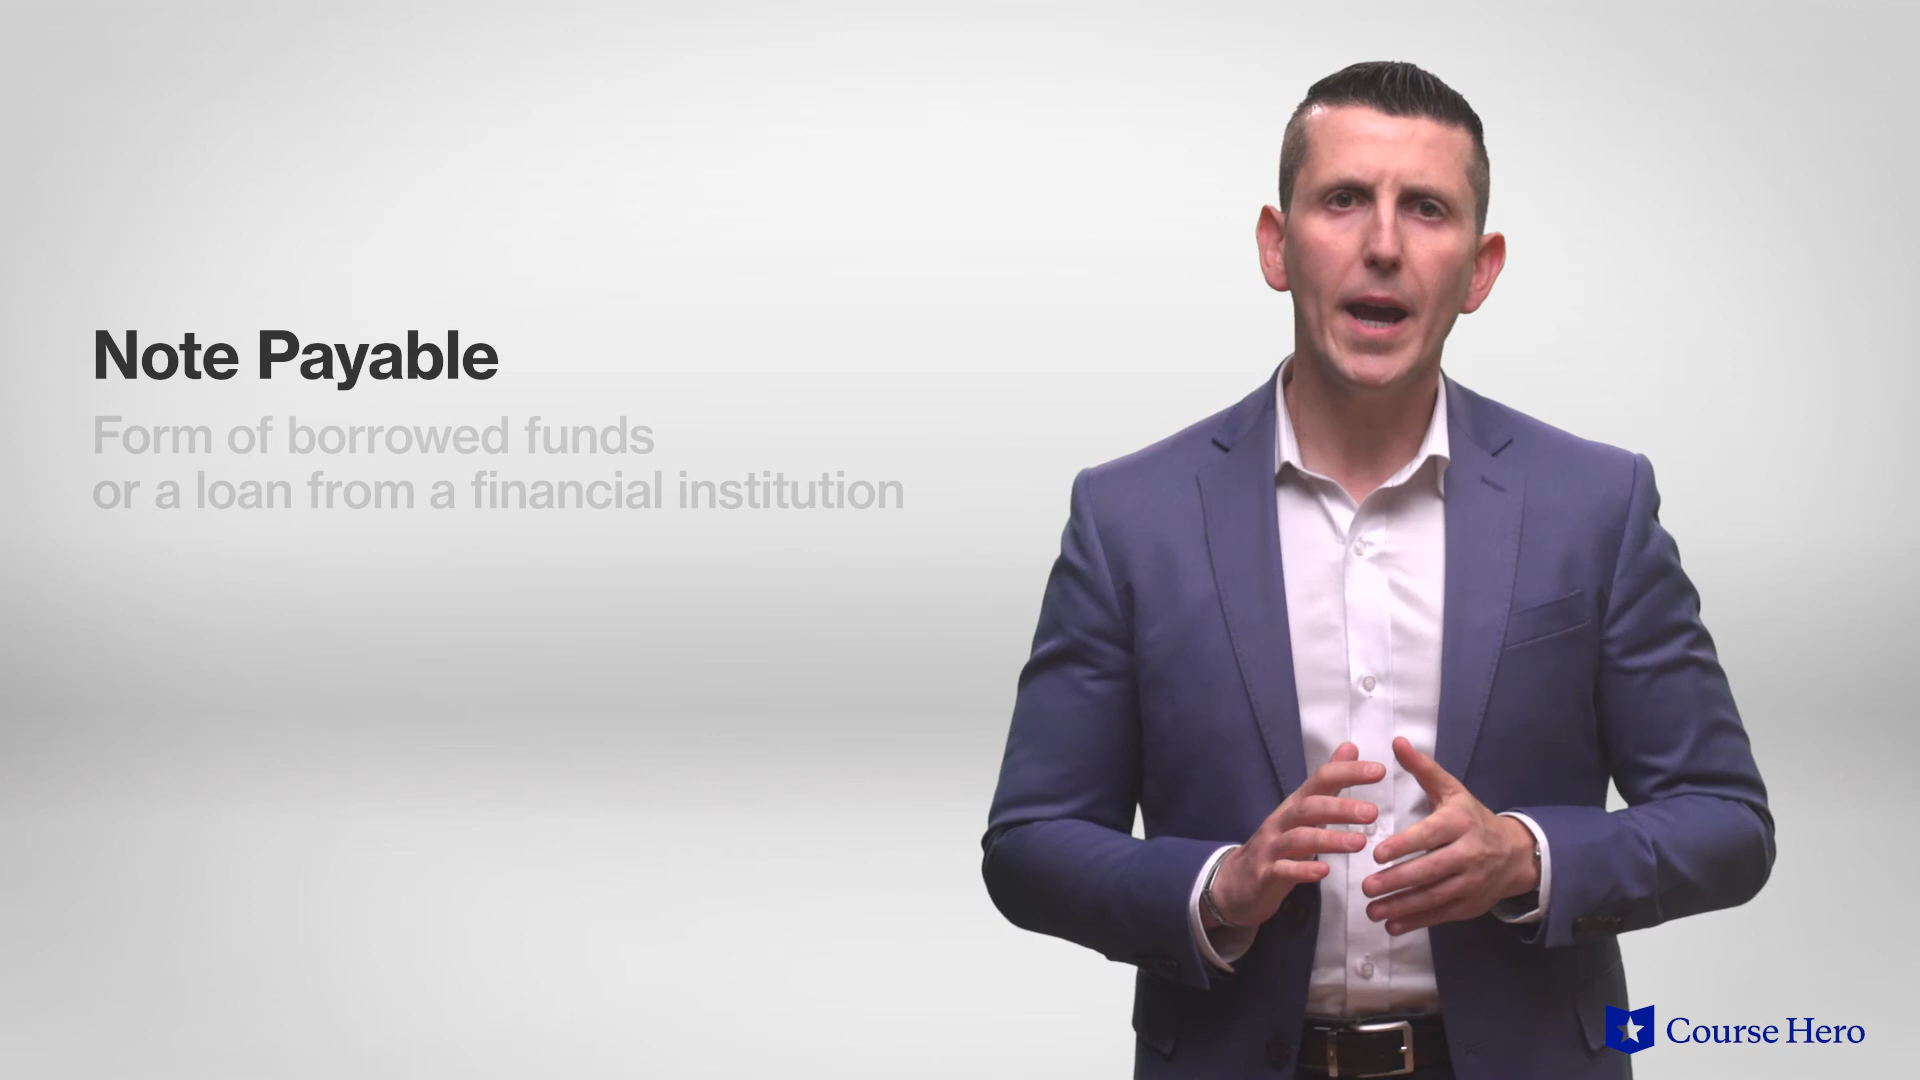 Note Payable
Form of borrowed funds
or a loan from a financial institution
Course Hero